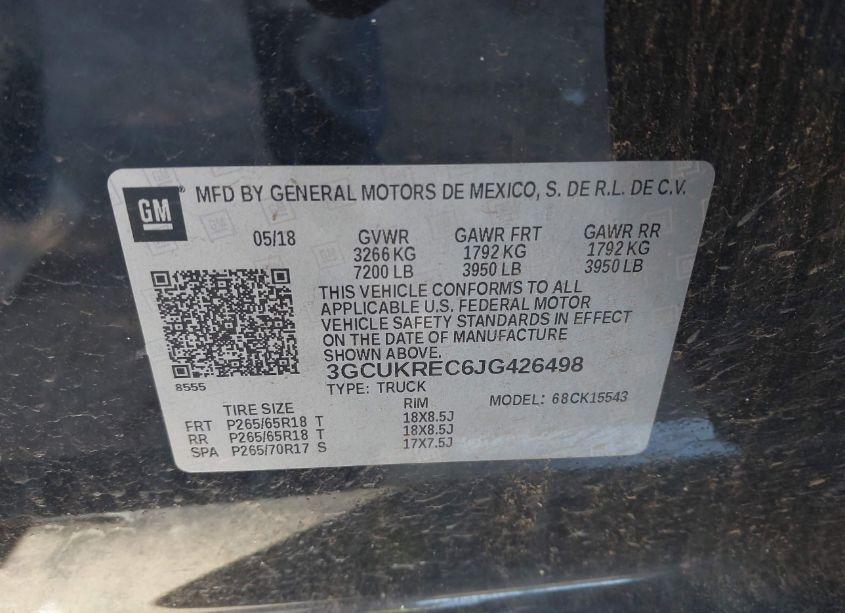 GM
MFD BY GENERAL MOTORS DE MEXICO, S. DE R.L. DE C.V.
05/18 GVWR GAWR FRT GAWR RR
3266 KG 1792 KG 1792 KG
7200 LB 3950 LB 3950 LB
THIS VEHICLE CONFORMS TO ALL
APPLICABLE U.S. FEDERAL MOTOR
VEHICLE SAFETY STANDARDS IN EFFECT
ON THE DATE OF MANUFACTURE
SHOWN ABOVE.
3GCUKREC6JG426498
8555 TYPE: TRUCK
TIRE SIZE RIM MODEL: 68CK15543
FRT P265/65R18 T 18X8.5J
RR P265/65R18 T 18X8.5J
SPA P265/70R17 S 17X7.5J